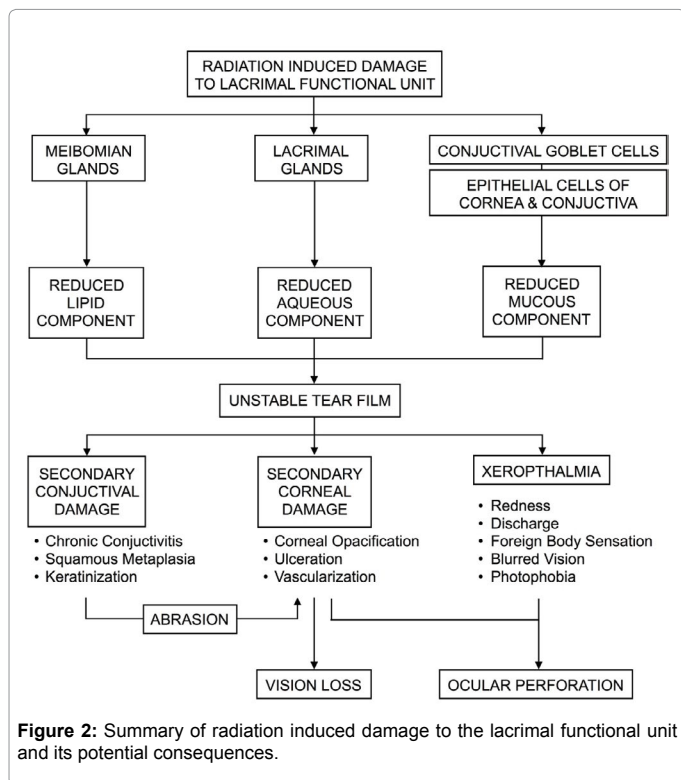 RADIATION INDUCED DAMAGE
TO LACRIMAL FUNCTIONAL UNIT
MEIBOMIAN
GLANDS
LACRIMAL
GLANDS
CONJUCTIVAL GOBLET CELLS
EPITHELIAL CELLS OF
CORNEA & CONJUCTIVA
REDUCED
LIPID
COMPONENT
REDUCED
AQUEOUS
COMPONENT
REDUCED
MUCOUS
COMPONENT
UNSTABLE TEAR FILM
SECONDARY
CONJUCTIVAL
DAMAGE
• Chronic Conjuctivitis
• Squamous Metaplasia
• Keratinization
SECONDARY
CORNEAL
DAMAGE
• Corneal Opacification
• Ulceration
• Vascularization
XEROPTHALMIA
• Redness
• Discharge
• Foreign Body Sensation
• Blurred Vision
• Photophobia
ABRASION
VISION LOSS
OCULAR PERFORATION
Figure 2: Summary of radiation induced damage to the lacrimal functional unit
and its potential consequences.